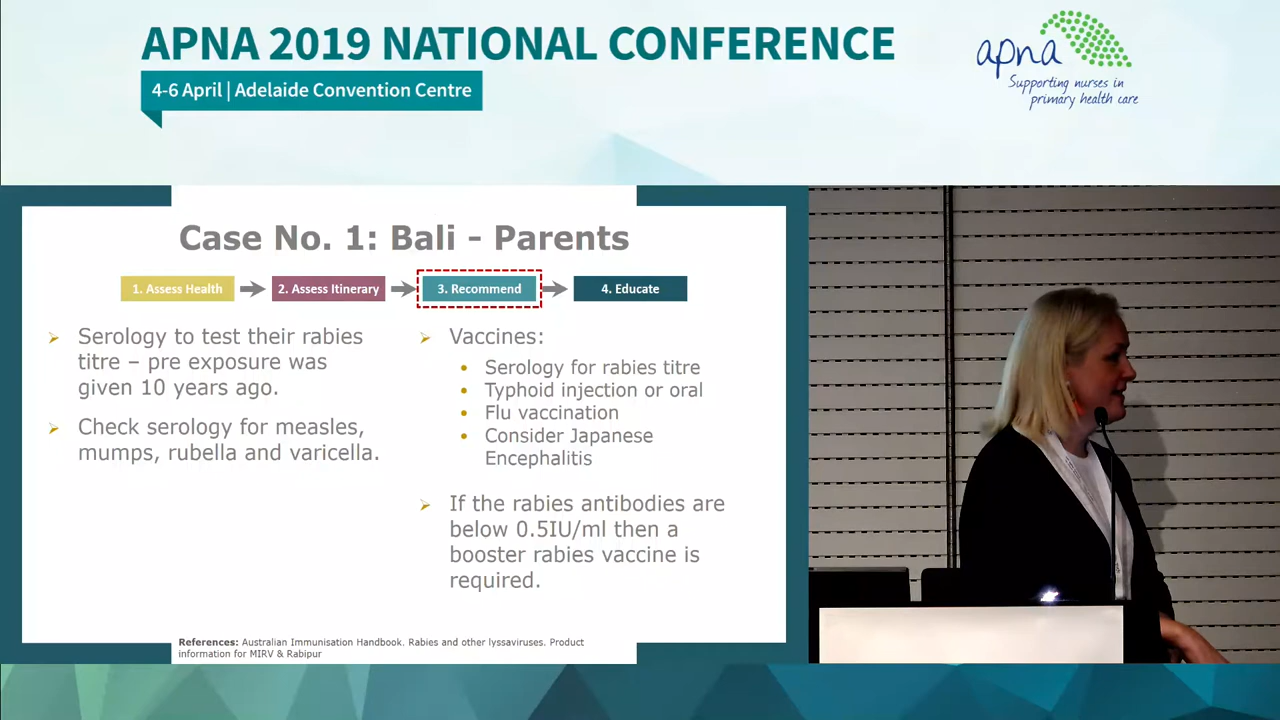 APNA 2019 NATIONAL CONFERENCE
4-6 April | Adelaide Convention Centre
apna
Supporting nurses in
primary health care
Case No. 1: Bali - Parents
1. Assess Health
2. Assess Itinerary
3. Recommend
4. Educate
Serology to test their rabies
titre – pre exposure was
given 10 years ago.
Check serology for measles,
mumps, rubella and varicella.
Vaccines:
Serology for rabies titre
Typhoid injection or oral
Flu vaccination
Consider Japanese
Encephalitis
If the rabies antibodies are
below 0.5IU/ml then a
booster rabies vaccine is
required.
References: Australian Immunisation Handbook. Rabies and other lyssaviruses. Product
information for MIRV & Rabipur